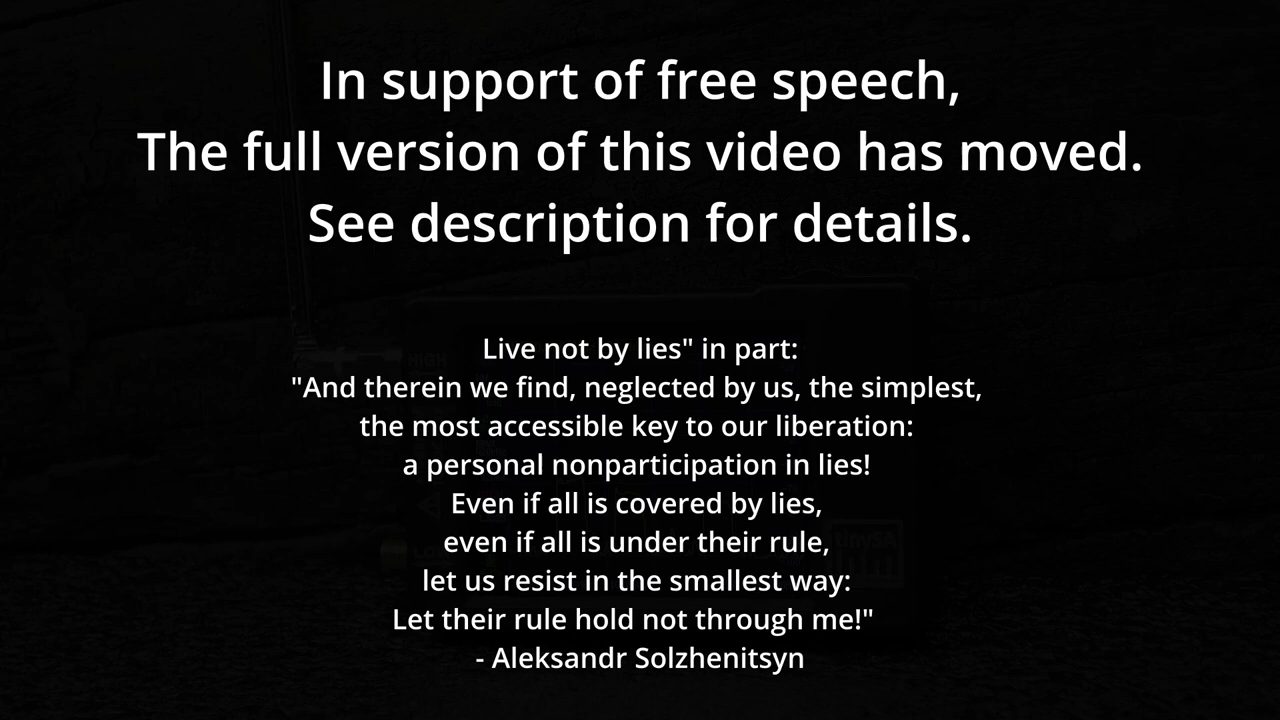 In support of free speech,
The full version of this video has moved.
See description for details.
Live not by lies" in part:
"And therein we find, neglected by us, the simplest,
the most accessible key to our liberation:
a personal nonparticipation in lies!
Even if all is covered by lies,
even if all is under their rule,
let us resist in the smallest way:
Let their rule hold not through me!"
- Aleksandr Solzhenitsyn
HIGH
tinySA